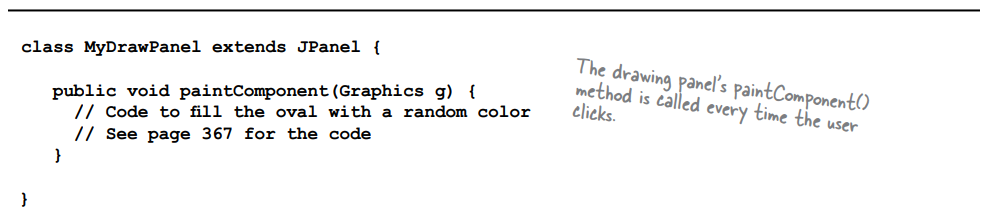 class MyDrawPanel extends JPanel {
public void paintComponent(Graphics g) {
// Code to fill the oval with a random color
// See page 367 for the code
}
}
The drawing panel's paintComponent()
method is called every time the user
clicks.